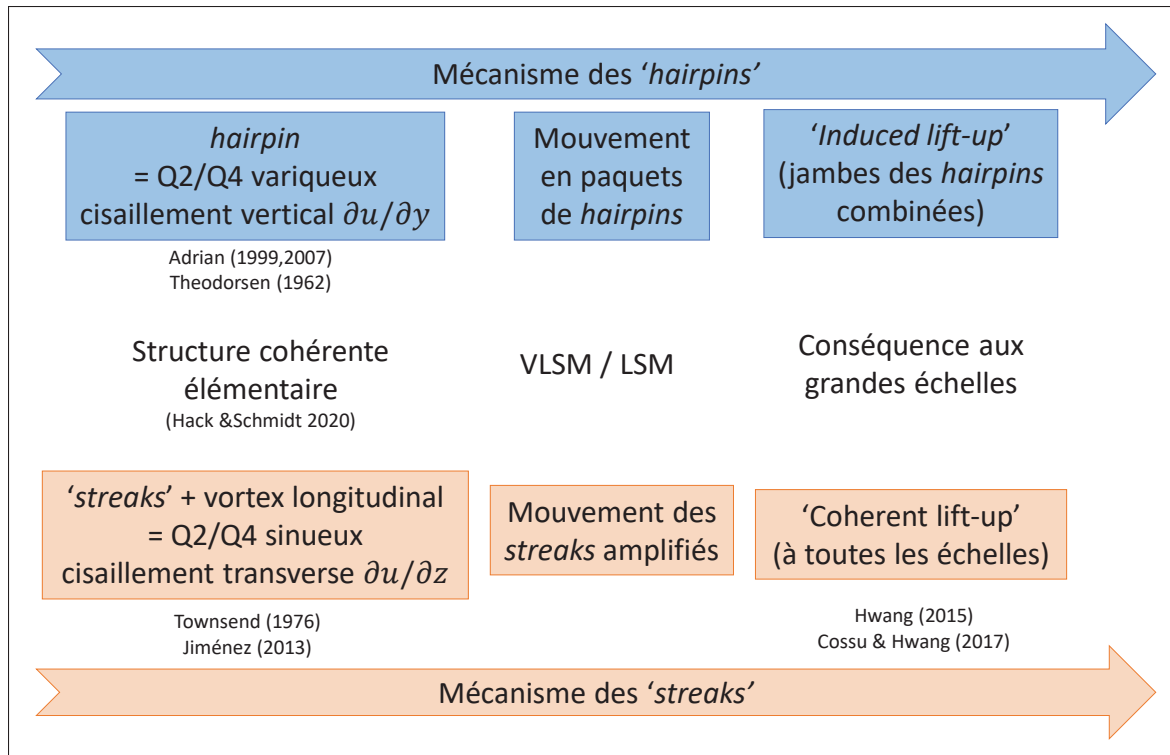 Mécanisme des ‘hairpins’
hairpin
= Q2/Q4 variqueux
cisaillement vertical ∂u/∂y
Mouvement
en paquets
de hairpins
‘Induced lift-up’
(jambes des hairpins
combinées)
Adrian (1999,2007)
Theodorsen (1962)
Structure cohérente
élémentaire
(Hack &Schmidt 2020)
VLSM / LSM
Conséquence aux
grandes échelles
‘streaks’ + vortex longitudinal
= Q2/Q4 sinueux
cisaillement transverse ∂u/∂z
Mouvement des
streaks amplifiés
‘Coherent lift-up’
(à toutes les échelles)
Townsend (1976)
Jiménez (2013)
Hwang (2015)
Cossu & Hwang (2017)
Mécanisme des ‘streaks’